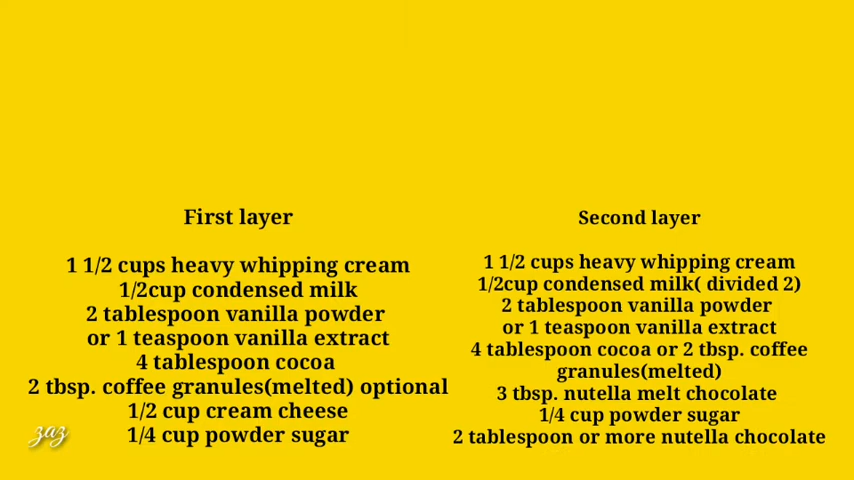 First layer
1 1/2 cups heavy whipping cream
1/2cup condensed milk
2 tablespoon vanilla powder
or 1 teaspoon vanilla extract
4 tablespoon cocoa
2 tbsp. coffee granules(melted) optional
1/2 cup cream cheese
1/4 cup powder sugar
Second layer
1 1/2 cups heavy whipping cream
1/2cup condensed milk( divided 2)
2 tablespoon vanilla powder
or 1 teaspoon vanilla extract
4 tablespoon cocoa or 2 tbsp. coffee
granules(melted)
3 tbsp. nutella melt chocolate
1/4 cup powder sugar
2 tablespoon or more nutella chocolate
zaz